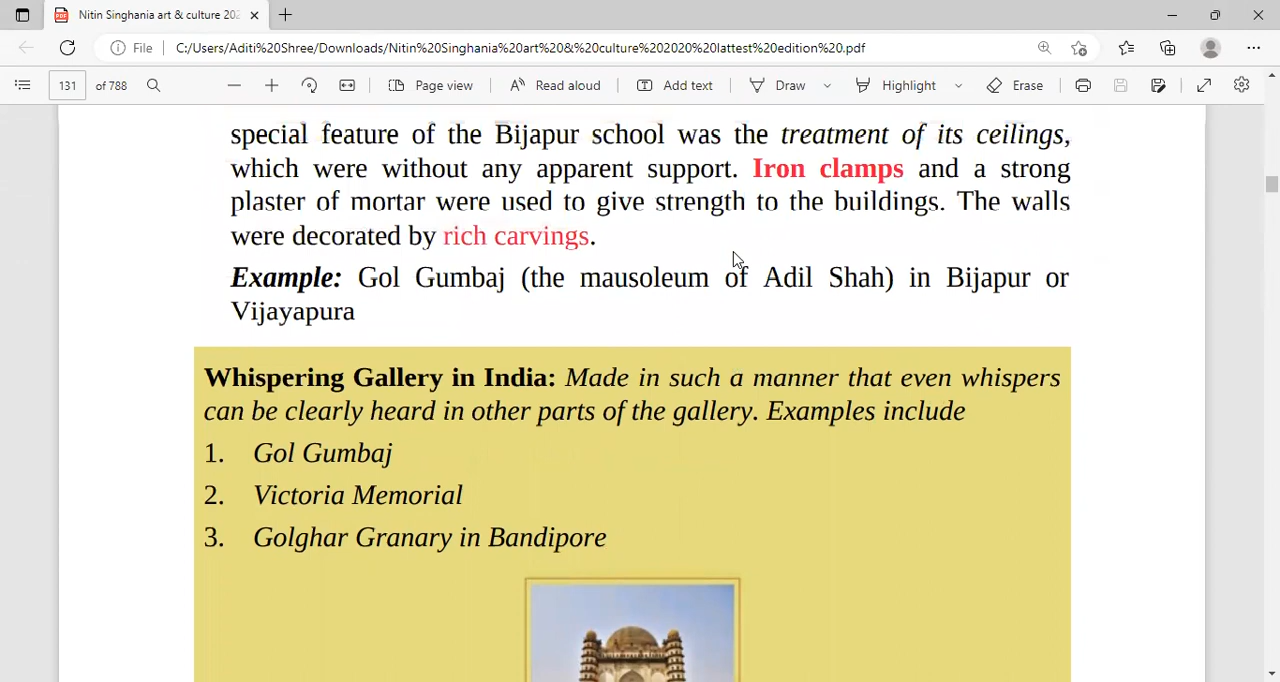 Nitin Singhania art & culture 202
File
C:/Users/Aditi%20Shree/Downloads/Nitin%20Singhania%20art%20&%20culture%202020%20lattest%20edition%20.pdf
131 of 788
Page view
Read aloud
Add text
Draw
Highlight
Erase
special feature of the Bijapur school was the treatment of its ceilings,
which were without any apparent support. Iron clamps and a strong
plaster of mortar were used to give strength to the buildings. The walls
were decorated by rich carvings.
Example: Gol Gumbaj (the mausoleum of Adil Shah) in Bijapur or
Vijayapura
Whispering Gallery in India: Made in such a manner that even whispers
can be clearly heard in other parts of the gallery. Examples include
1. Gol Gumbaj
2. Victoria Memorial
3. Golghar Granary in Bandipore